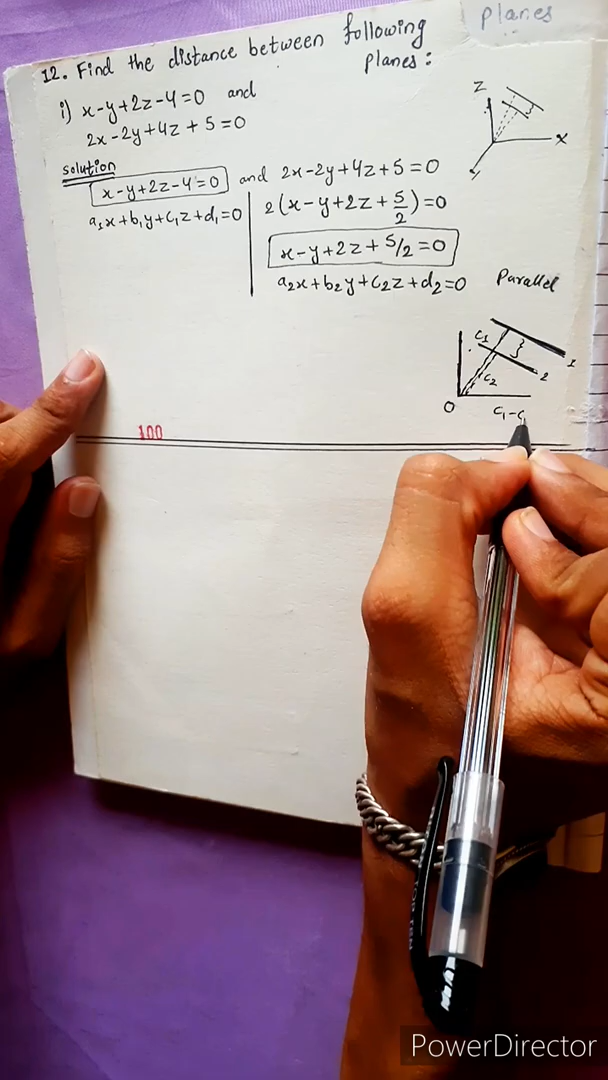 planes
12. Find the distance between following
planes:
i) x-y+2z-4=0 and
2x-2y+4z+5=0
Z
X
Y
solution
x-y+2z-4=0 and 2x-2y+4z+5=0
a₁x+b₁y+c₁z+d₁=0
2(x-y+2z+5/2)=0
x-y+2z+5/2=0
a₂x+b₂y+c₂z+d₂=0 Parallel
C₁
1
2
C₂
O
C₁-C
100
PowerDirector